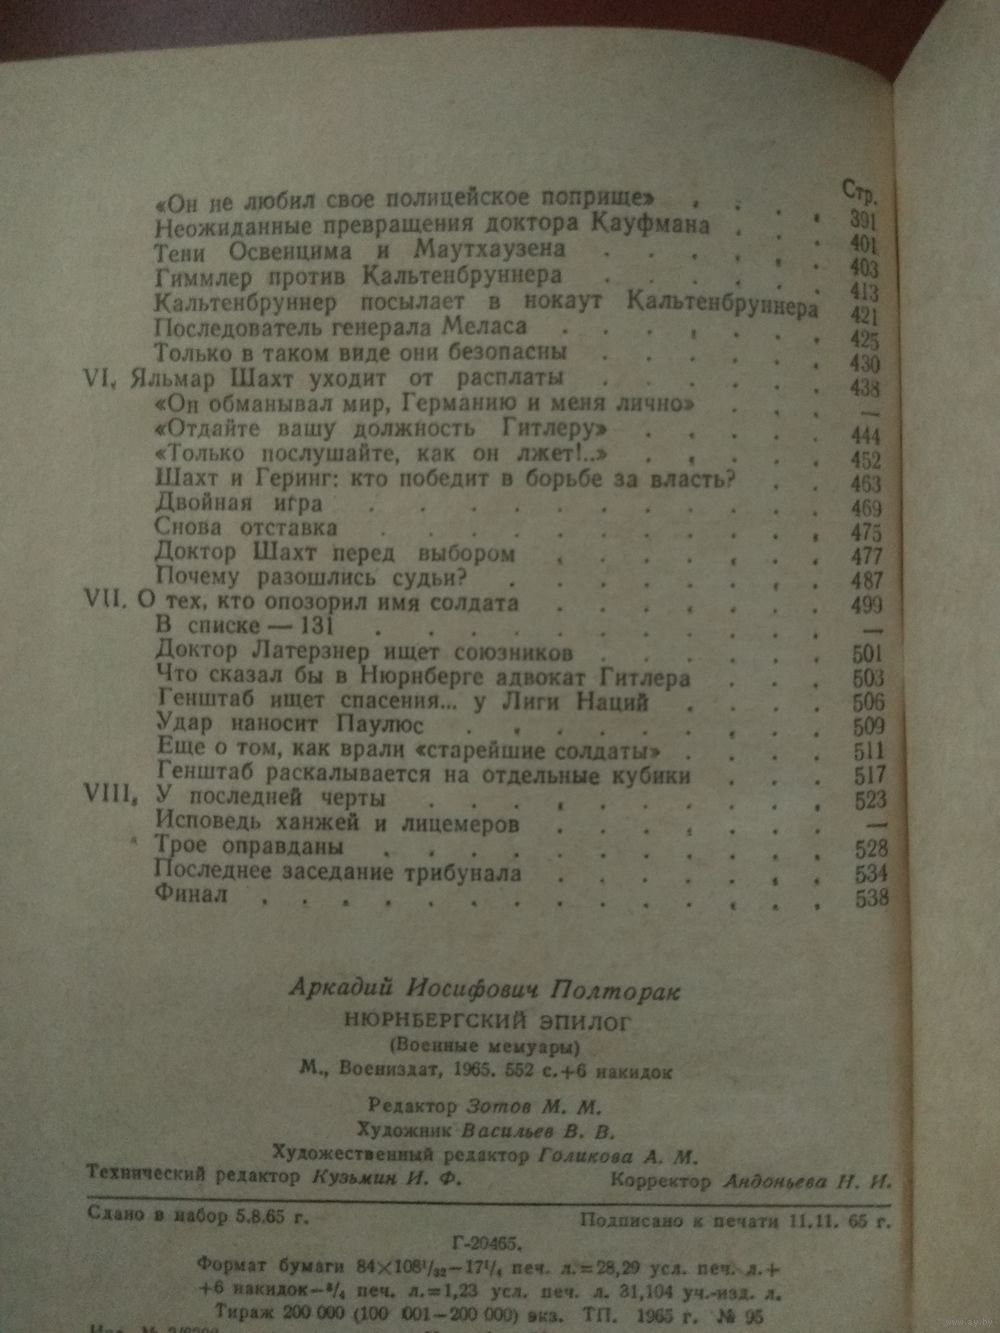 Стр.
«Он не любил свое полицейское поприще» . . . . 391
Неожиданные превращения доктора Кауфмана . . . 401
Тени Освенцима и Маутхаузена . . . . . . 403
Гиммлер против Кальтенбруннера . . . . . . 413
Кальтенбруннер посылает в нокаут Кальтенбруннера 421
Последователь генерала Меласа . . . . . . . 425
Только в таком виде они безопасны . . . . . . 430
VI. Яльмар Шахт уходит от расплаты . . . . . . 438
«Он обманывал мир, Германию и меня лично» . . . —
«Отдайте вашу должность Гитлеру» . . . . . 444
«Только послушайте, как он лжет!..» . . . . . 452
Шахт и Геринг: кто победит в борьбе за власть? . . 463
Двойная игра . . . . . . . . . . . 469
Снова отставка . . . . . . . . . . . 475
Доктор Шахт перед выбором . . . . . . . 477
Почему разошлись судьи? . . . . . . . . 487
VII. О тех, кто опозорил имя солдата . . . . . . . 499
В списке — 131 . . . . . . . . . . . —
Доктор Латерзнер ищет союзников . . . . . . 501
Что сказал бы в Нюрнберге адвокат Гитлера . . . 503
Генштаб ищет спасения... у Лиги Наций . . . . 506
Удар наносит Паулюс . . . . . . . . . 509
Еще о том, как врали «старейшие солдаты» . . . . 511
Генштаб раскалывается на отдельные кубики . . . 517
VIII. У последней черты . . . . . . . . . . 523
Исповедь ханжей и лицемеров . . . . . . . —
Трое оправданы . . . . . . . . . . . 528
Последнее заседание трибунала . . . . . . . 534
Финал . . . . . . . . . . . . . . 538
Аркадий Иосифович Полторак
НЮРНБЕРГСКИЙ ЭПИЛОГ
(Военные мемуары)
М., Воениздат, 1965. 552 с.+6 накидок
Редактор Зотов М. М.
Художник Васильев В. В.
Художественный редактор Голикова А. М.
Технический редактор Кузьмин И. Ф. Корректор Андоньева Н. И.
Сдано в набор 5.8.65 г. Подписано к печати 11.11. 65 г.
Г-20465.
Формат бумаги 84×108¹/₃₂—17¹/₄ печ. л.=28,29 усл. печ. л.+
+6 накидок—³/₄ печ. л.=1,23 усл. печ. л. 31,104 уч.-изд. л.
Тираж 200 000 (100 001—200 000) экз. ТП. 1965 г. № 95
www.ay.by